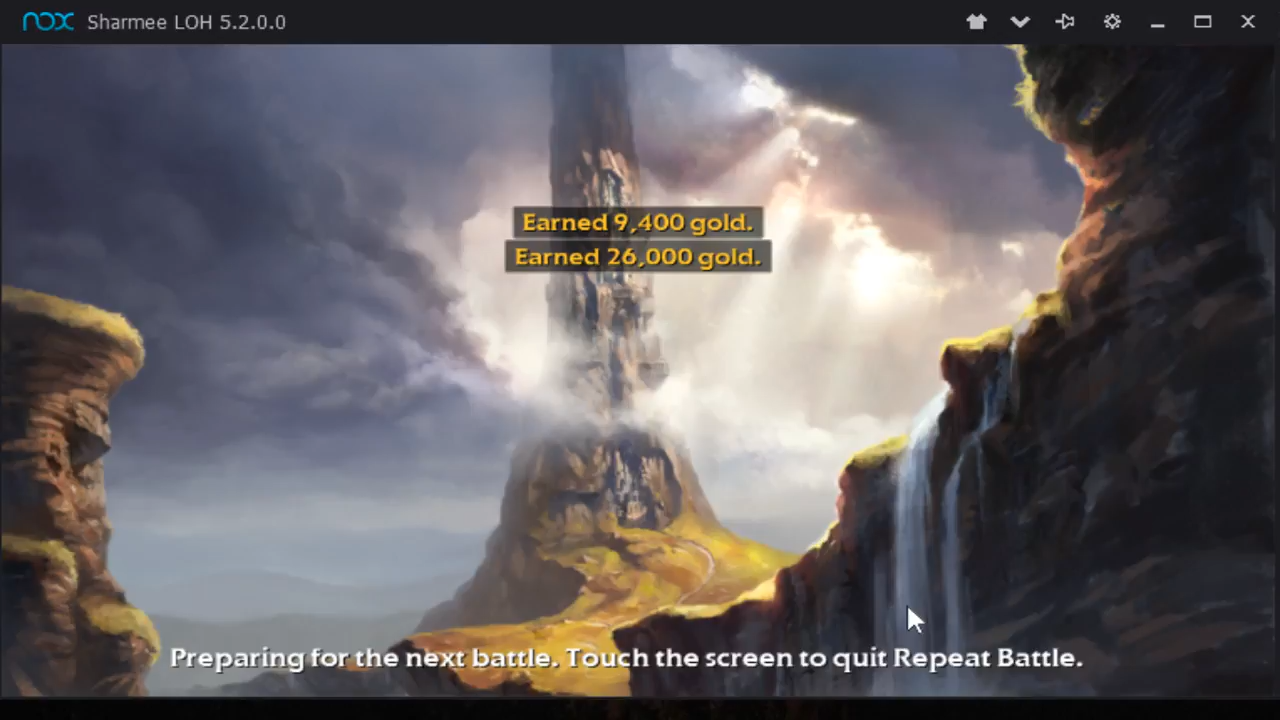 nox Sharmee LOH 5.2.0.0
Earned 9,400 gold.
Earned 26,000 gold.
Preparing for the next battle. Touch the screen to quit Repeat Battle.